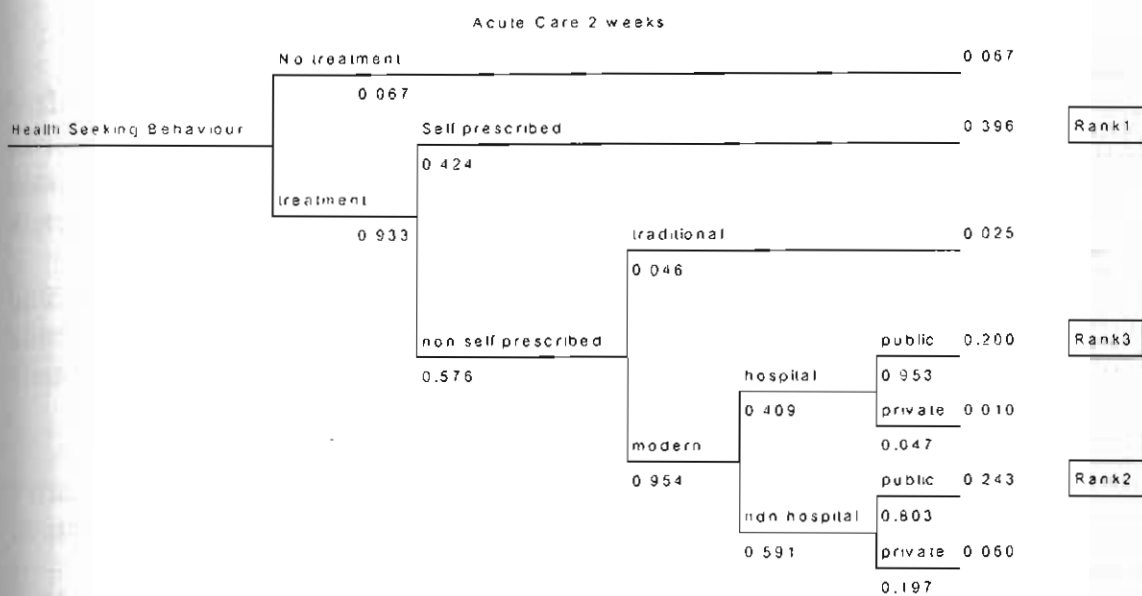 Acute Care 2 weeks
No treatment 0 067
0 067
Health Seeking Behaviour
Self prescribed 0 396 Rank1
0 424
treatment
0 933
traditional 0 025
0 046
non self prescribed
0.576
public 0.200 Rank3
hospital 0 953
0 409 private 0 010
0.047
modern
0 954
public 0 243 Rank2
0.803
non hospital
0 591 private 0 060
0.197